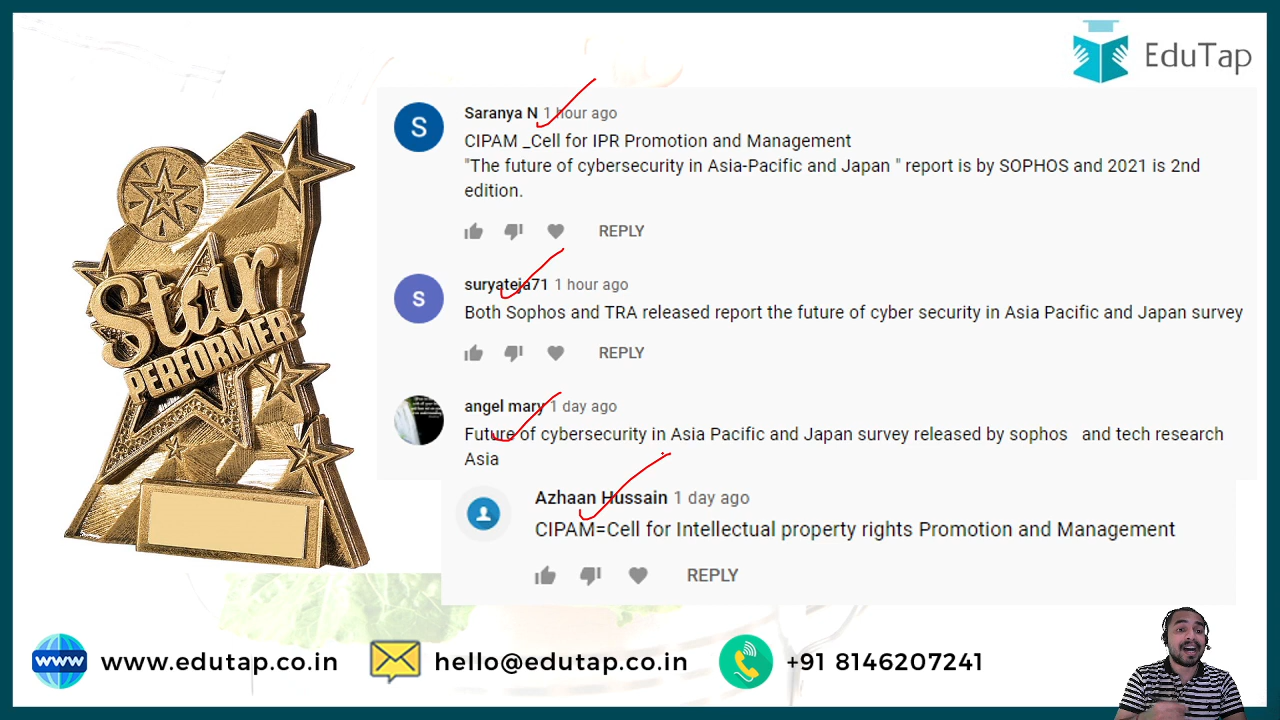 EduTap
Star
PERFORMER
S
Saranya N 1 hour ago
CIPAM _Cell for IPR Promotion and Management
"The future of cybersecurity in Asia-Pacific and Japan " report is by SOPHOS and 2021 is 2nd
edition.
REPLY
S
suryateja71 1 hour ago
Both Sophos and TRA released report the future of cyber security in Asia Pacific and Japan survey
REPLY
angel mary 1 day ago
Future of cybersecurity in Asia Pacific and Japan survey released by sophos and tech research
Asia
Azhaan Hussain 1 day ago
CIPAM=Cell for Intellectual property rights Promotion and Management
REPLY
www www.edutap.co.in hello@edutap.co.in +91 8146207241